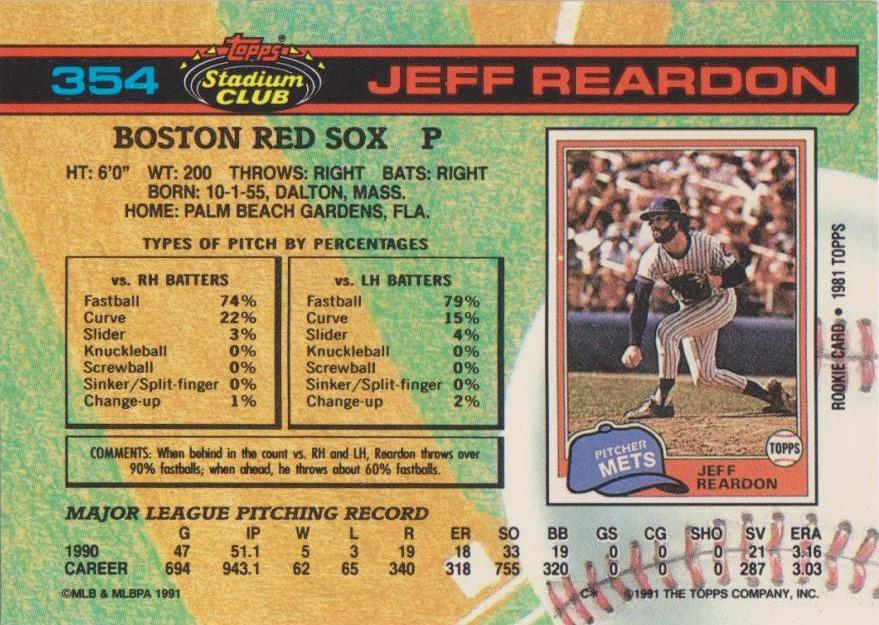 354 Topps® Stadium CLUB JEFF REARDON
BOSTON RED SOX P
HT: 6'0" WT: 200 THROWS: RIGHT BATS: RIGHT
BORN: 10-1-55, DALTON, MASS.
HOME: PALM BEACH GARDENS, FLA.
TYPES OF PITCH BY PERCENTAGES
vs. RH BATTERS
Fastball 74%
Curve 22%
Slider 3%
Knuckleball 0%
Screwball 0%
Sinker/Split-finger 0%
Change-up 1%
vs. LH BATTERS
Fastball 79%
Curve 15%
Slider 4%
Knuckleball 0%
Screwball 0%
Sinker/Split-finger 0%
Change-up 2%
COMMENTS: When behind in the count vs. RH and LH, Reardon throws over
90% fastballs; when ahead, he throws about 60% fastballs.
PITCHER
METS
JEFF
REARDON
TOPPS
ROOKIE CARD • 1981 TOPPS
MAJOR LEAGUE PITCHING RECORD
G IP W L R ER SO BB GS CG SHO SV ERA
1990 47 51.1 5 3 19 18 33 19 0 0 0 21 3.16
CAREER 694 943.1 62 65 340 318 755 320 0 0 0 287 3.03
©MLB & MLBPA 1991 C* ©1991 THE TOPPS COMPANY, INC.